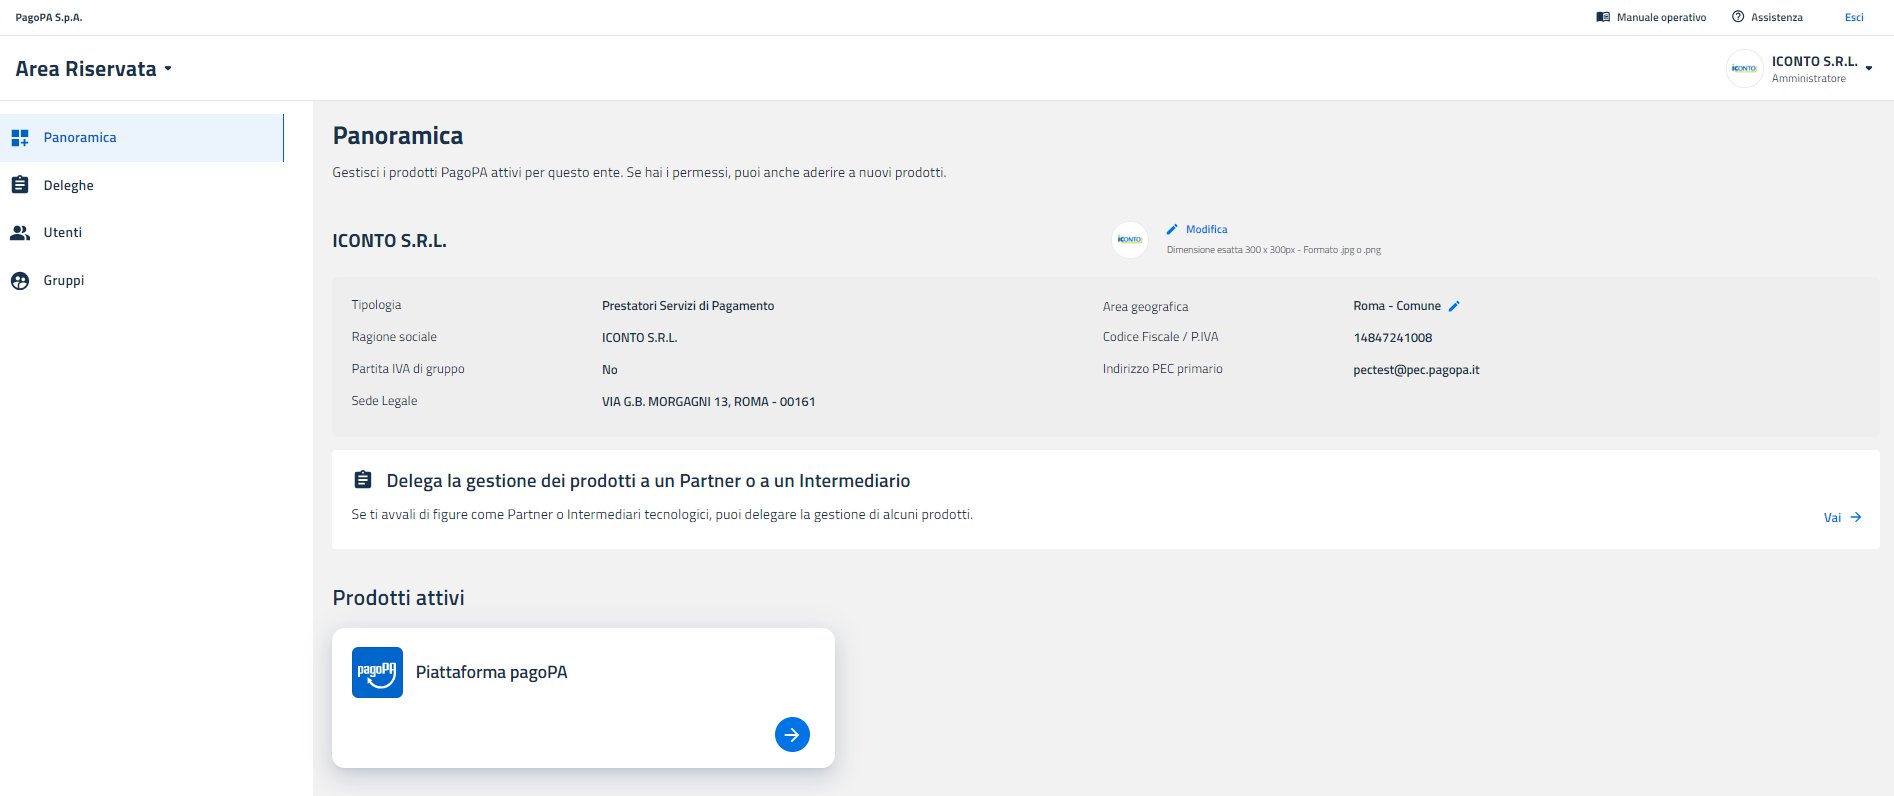 PagoPA S.p.A.
Manuale operativo
Assistenza
Esci
Area Riservata
iCONTO
ICONTO S.R.L.
Amministratore
Panoramica
Deleghe
Utenti
Gruppi
Panoramica
Gestisci i prodotti PagoPA attivi per questo ente. Se hai i permessi, puoi anche aderire a nuovi prodotti.
ICONTO S.R.L.
iCONTO
Modifica
Dimensione esatta 300 x 300px - Formato .jpg o .png
Tipologia Prestatori Servizi di Pagamento
Ragione sociale ICONTO S.R.L.
Partita IVA di gruppo No
Sede Legale VIA G.B. MORGAGNI 13, ROMA - 00161
Area geografica Roma - Comune
Codice Fiscale / P.IVA 14847241008
Indirizzo PEC primario pectest@pec.pagopa.it
Delega la gestione dei prodotti a un Partner o a un Intermediario
Se ti avvali di figure come Partner o Intermediari tecnologici, puoi delegare la gestione di alcuni prodotti.
Vai
Prodotti attivi
pagoPA
Piattaforma pagoPA